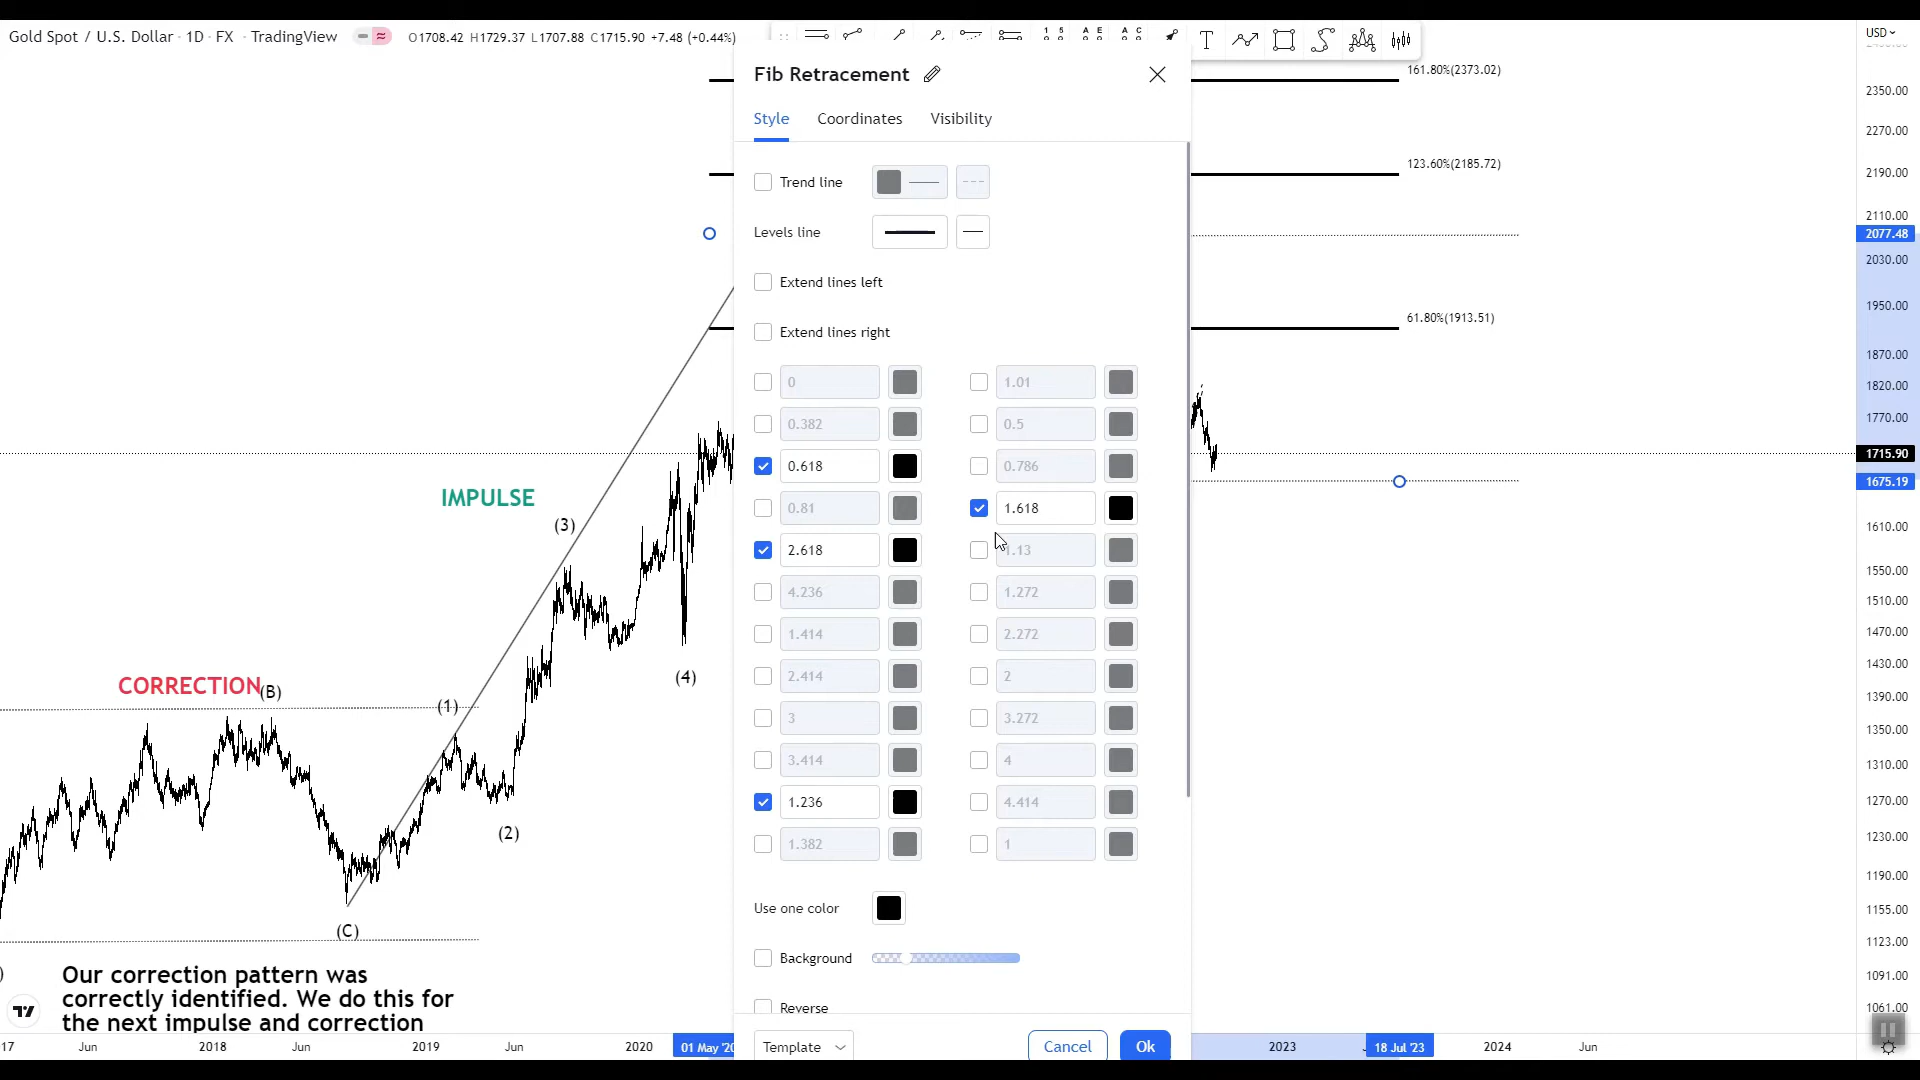 Gold Spot / U.S. Dollar · 1D · FX · TradingView O1708.42 H1729.37 L1707.88 C1715.90 +7.48 (+0.44%)
USD
Fib Retracement
Style Coordinates Visibility
Trend line
Levels line
Extend lines left
Extend lines right
0 1.01
0.382 0.5
0.618 0.786
0.81 1.618
2.618 1.13
4.236 1.272
1.414 2.272
2.414 2
3 3.272
3.414 4
1.236 4.414
1.382 1
Use one color
Background
Reverse
Template Cancel Ok
161.80%(2373.02)
123.60%(2185.72)
61.80%(1913.51)
IMPULSE
(3)
(4)
CORRECTION
(B)
(1)
(2)
(C)
Our correction pattern was
correctly identified. We do this for
the next impulse and correction
2350.00
2270.00
2190.00
2110.00
2077.48
2030.00
1950.00
1870.00
1820.00
1770.00
1715.90
1675.19
1610.00
1550.00
1510.00
1470.00
1430.00
1390.00
1350.00
1310.00
1270.00
1230.00
1190.00
1155.00
1123.00
1091.00
1061.00
17 Jun 2018 Jun 2019 Jun 2020 01 May '20 2023 18 Jul '23 2024 Jun